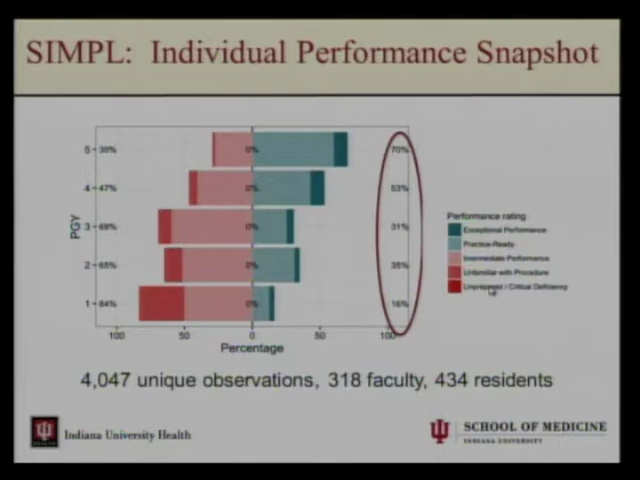 SIMPL: Individual Performance Snapshot
5 30% 0% 70%
4 47% 0% 53%
3 69% 0% 31%
2 65% 0% 35%
1 84% 0% 16%
PGY
100 50 0 50 100
Percentage
Performance rating
Exceptional Performance
Practice-Ready
Intermediate Performance
Unfamiliar with Procedure
Unprepared / Critical Deficiency
4,047 unique observations, 318 faculty, 434 residents
Indiana University Health
SCHOOL OF MEDICINE
INDIANA UNIVERSITY